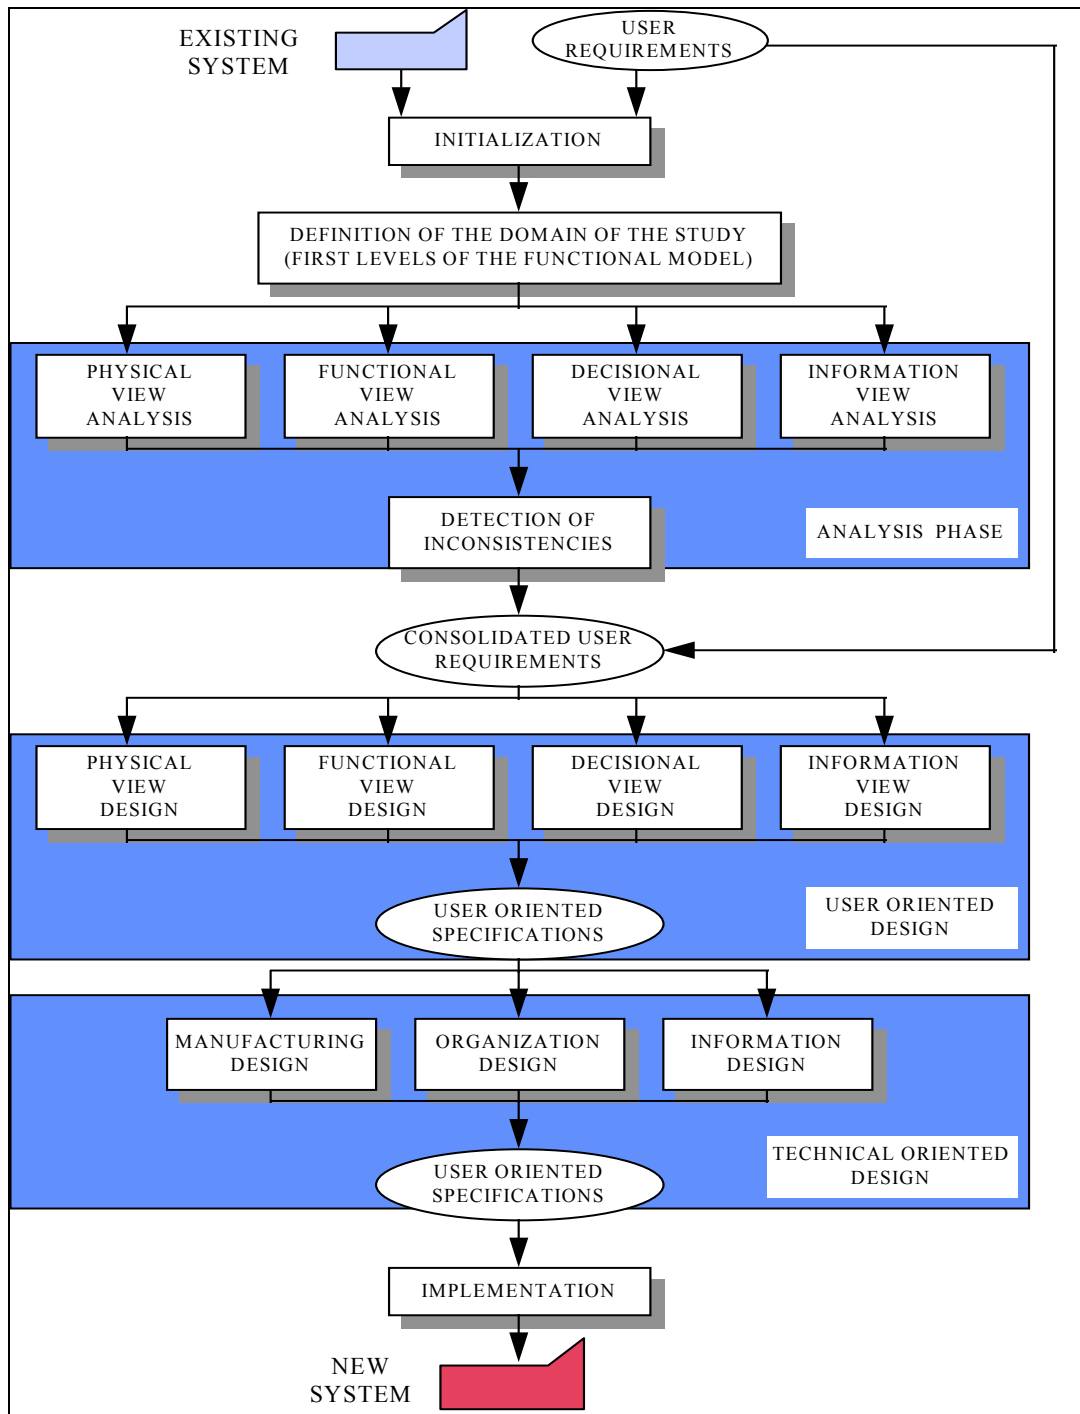 EXISTING
SYSTEM
USER
REQUIREMENTS
INITIALIZATION
DEFINITION OF THE DOMAIN OF THE STUDY
(FIRST LEVELS OF THE FUNCTIONAL MODEL)
PHYSICAL
VIEW
ANALYSIS
FUNCTIONAL
VIEW
ANALYSIS
DECISIONAL
VIEW
ANALYSIS
INFORMATION
VIEW
ANALYSIS
DETECTION OF
INCONSISTENCIES
ANALYSIS PHASE
CONSOLIDATED USER
REQUIREMENTS
PHYSICAL
VIEW
DESIGN
FUNCTIONAL
VIEW
DESIGN
DECISIONAL
VIEW
DESIGN
INFORMATION
VIEW
DESIGN
USER ORIENTED
SPECIFICATIONS
USER ORIENTED
DESIGN
MANUFACTURING
DESIGN
ORGANIZATION
DESIGN
INFORMATION
DESIGN
USER ORIENTED
SPECIFICATIONS
TECHNICAL ORIENTED
DESIGN
IMPLEMENTATION
NEW
SYSTEM